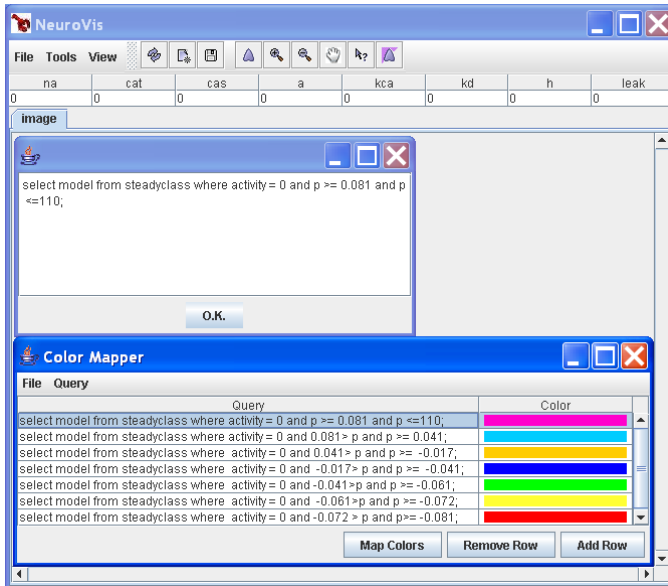 NeuroVis
File Tools View
na cat cas a kca kd h leak
0 0 0 0 0 0 0 0
image
select model from steadyclass where activity = 0 and p >= 0.081 and p
<=110;
O.K.
Color Mapper
File Query
Query Color
select model from steadyclass where activity = 0 and p >= 0.081 and p <=110;
select model from steadyclass where activity = 0 and 0.081> p and p >= 0.041;
select model from steadyclass where activity = 0 and 0.041> p and p >= -0.017;
select model from steadyclass where activity = 0 and -0.017> p and p >= -0.041;
select model from steadyclass where activity = 0 and -0.041>p and p >= -0.061;
select model from steadyclass where activity = 0 and -0.061>p and p >= -0.072;
select model from steadyclass where activity = 0 and -0.072 > p and p>= -0.081;
Map Colors Remove Row Add Row